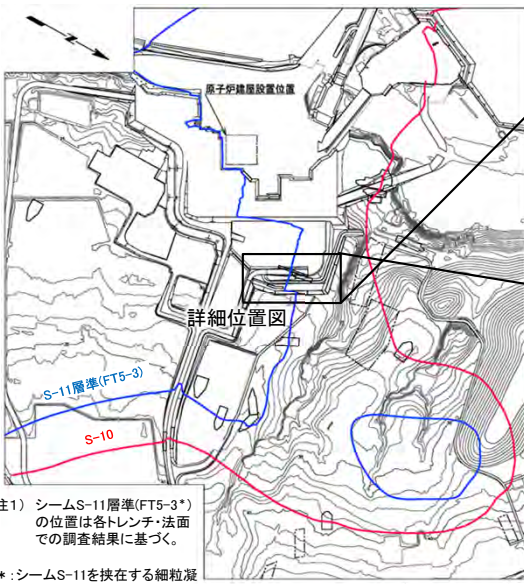 原子炉建屋設置位置
詳細位置図
S-11層準(FT5-3)
S-10
注1） シームS-11層準(FT5-3*)
の位置は各トレンチ・法面
での調査結果に基づく。
*：シームS-11を挟在する細粒凝